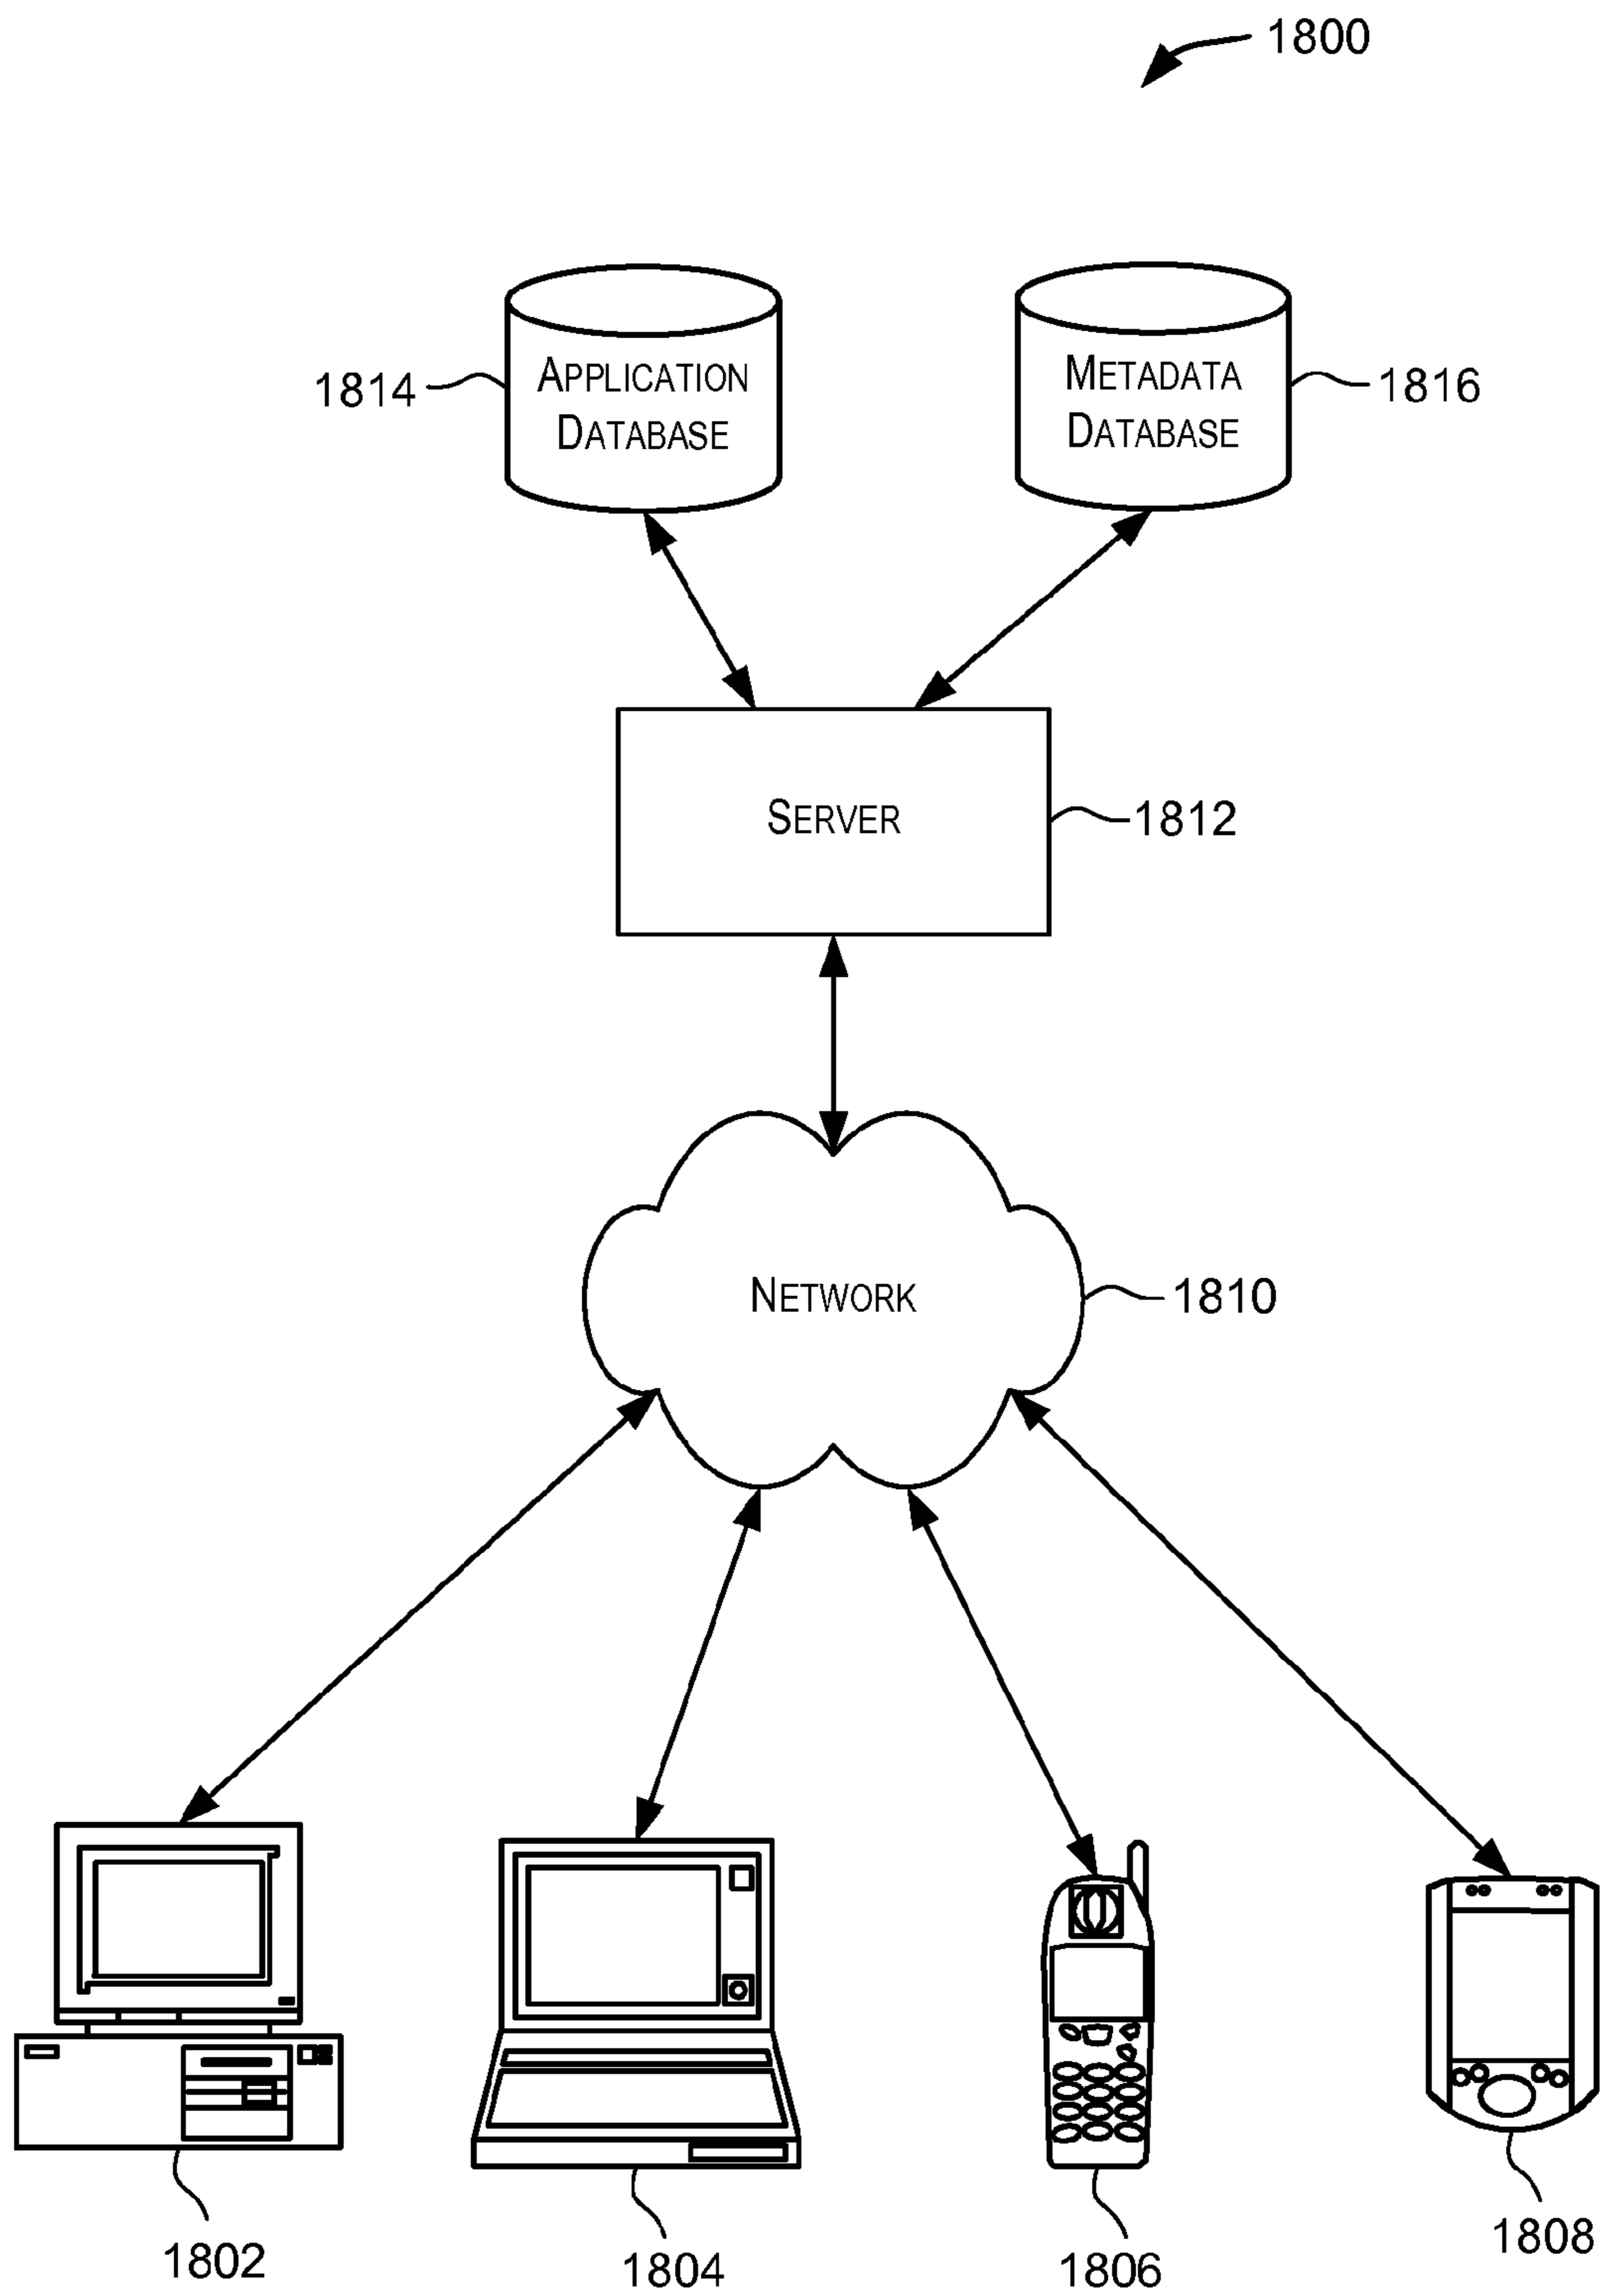 1800
1814
APPLICATION
DATABASE
METADATA
DATABASE
1816
SERVER
1812
NETWORK
1810
1802
1804
1806
1808